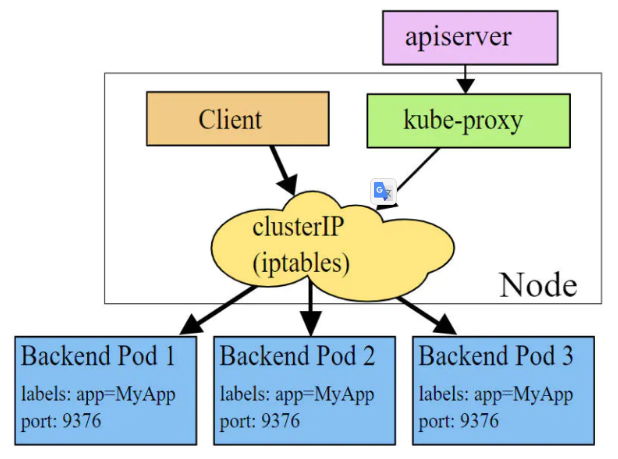 apiserver
Client
kube-proxy
clusterIP
(iptables)
Node
Backend Pod 1
labels: app=MyApp
port: 9376
Backend Pod 2
labels: app=MyApp
port: 9376
Backend Pod 3
labels: app=MyApp
port: 9376